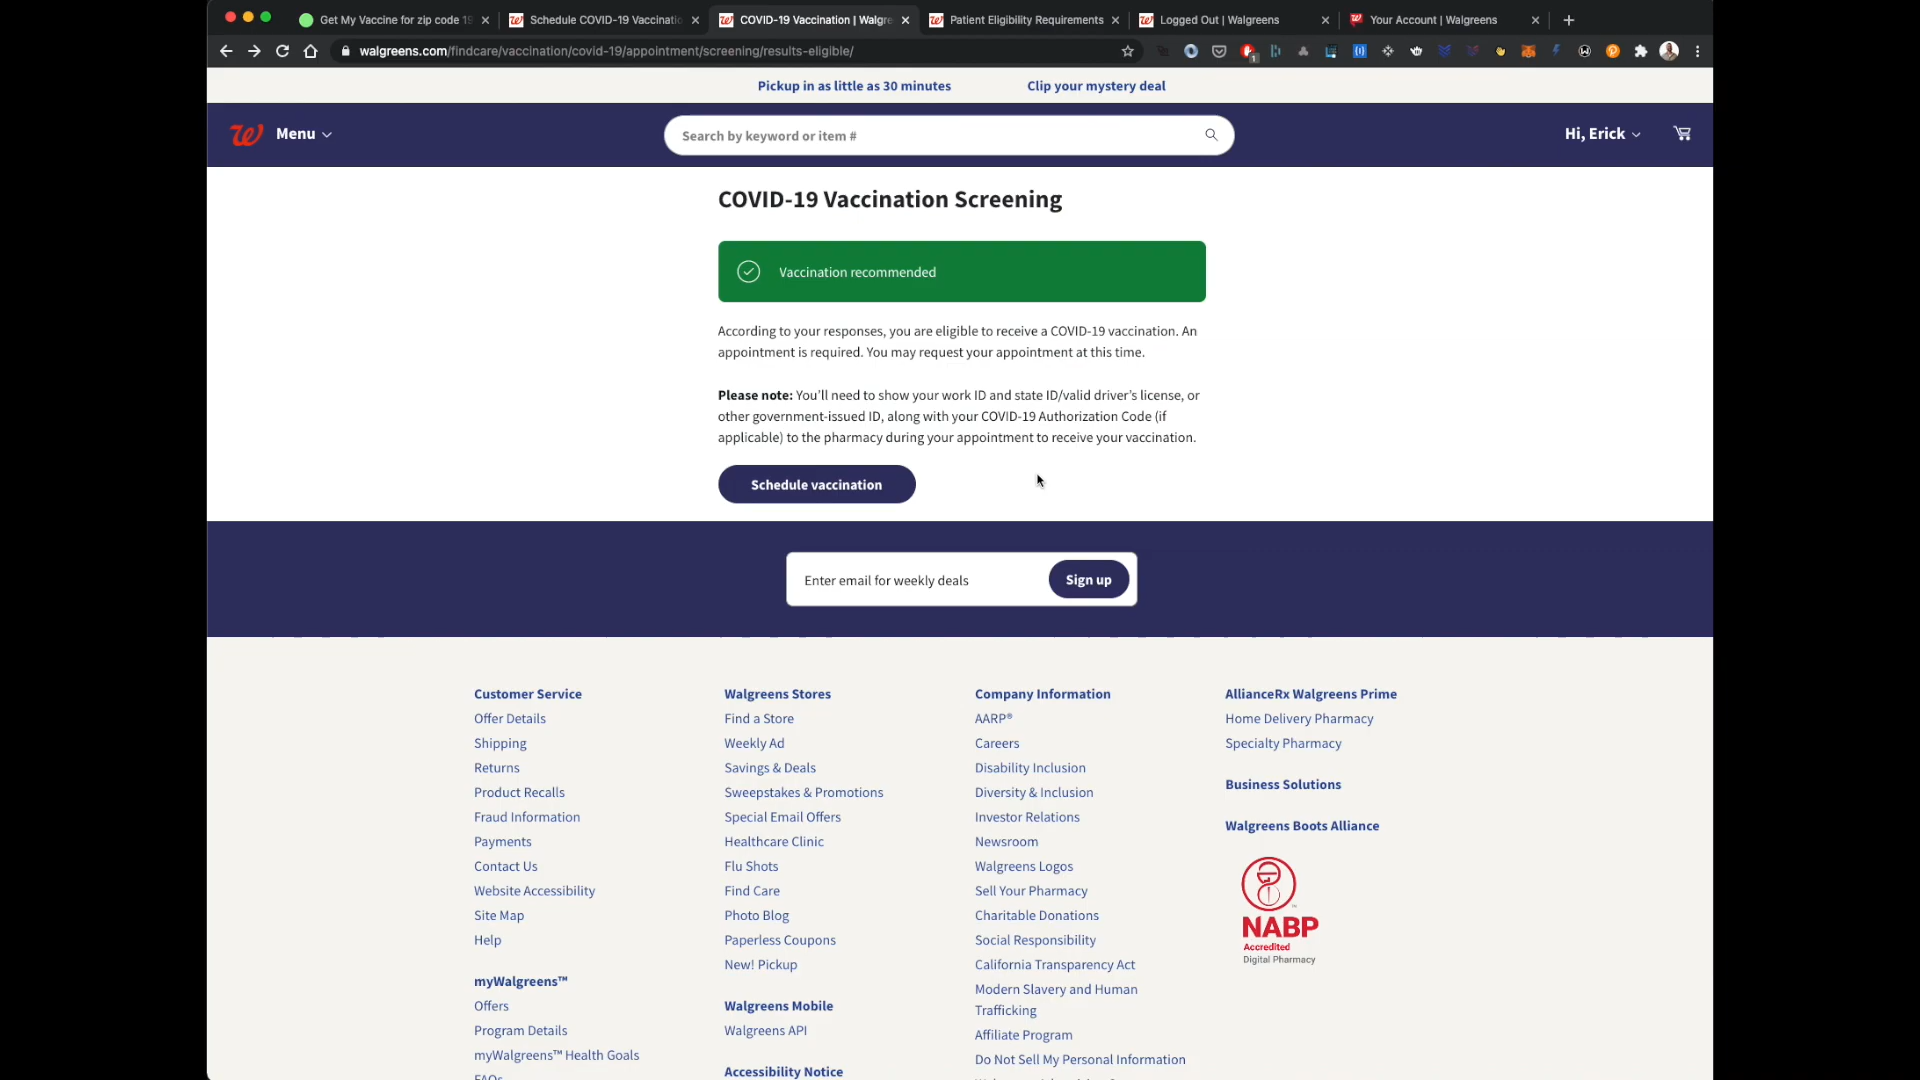 Get My Vaccine for zip code 19
Schedule COVID-19 Vaccinatio
COVID-19 Vaccination | Walgre
Patient Eligibility Requirements
Logged Out | Walgreens
Your Account | Walgreens
walgreens.com/findcare/vaccination/covid-19/appointment/screening/results-eligible/
Pickup in as little as 30 minutes
Clip your mystery deal
Menu
Search by keyword or item #
Hi, Erick
COVID-19 Vaccination Screening
Vaccination recommended
According to your responses, you are eligible to receive a COVID-19 vaccination. An
appointment is required. You may request your appointment at this time.
Please note: You'll need to show your work ID and state ID/valid driver's license, or
other government-issued ID, along with your COVID-19 Authorization Code (if
applicable) to the pharmacy during your appointment to receive your vaccination.
Schedule vaccination
Enter email for weekly deals
Sign up
Customer Service
Offer Details
Shipping
Returns
Product Recalls
Fraud Information
Payments
Contact Us
Website Accessibility
Site Map
Help
myWalgreens™
Offers
Program Details
myWalgreens™ Health Goals
FAQs
Walgreens Stores
Find a Store
Weekly Ad
Savings & Deals
Sweepstakes & Promotions
Special Email Offers
Healthcare Clinic
Flu Shots
Find Care
Photo Blog
Paperless Coupons
New! Pickup
Walgreens Mobile
Walgreens API
Accessibility Notice
Company Information
AARP®
Careers
Disability Inclusion
Diversity & Inclusion
Investor Relations
Newsroom
Walgreens Logos
Sell Your Pharmacy
Charitable Donations
Social Responsibility
California Transparency Act
Modern Slavery and Human
Trafficking
Affiliate Program
Do Not Sell My Personal Information
AllianceRx Walgreens Prime
Home Delivery Pharmacy
Specialty Pharmacy
Business Solutions
Walgreens Boots Alliance
NABP
Accredited
Digital Pharmacy